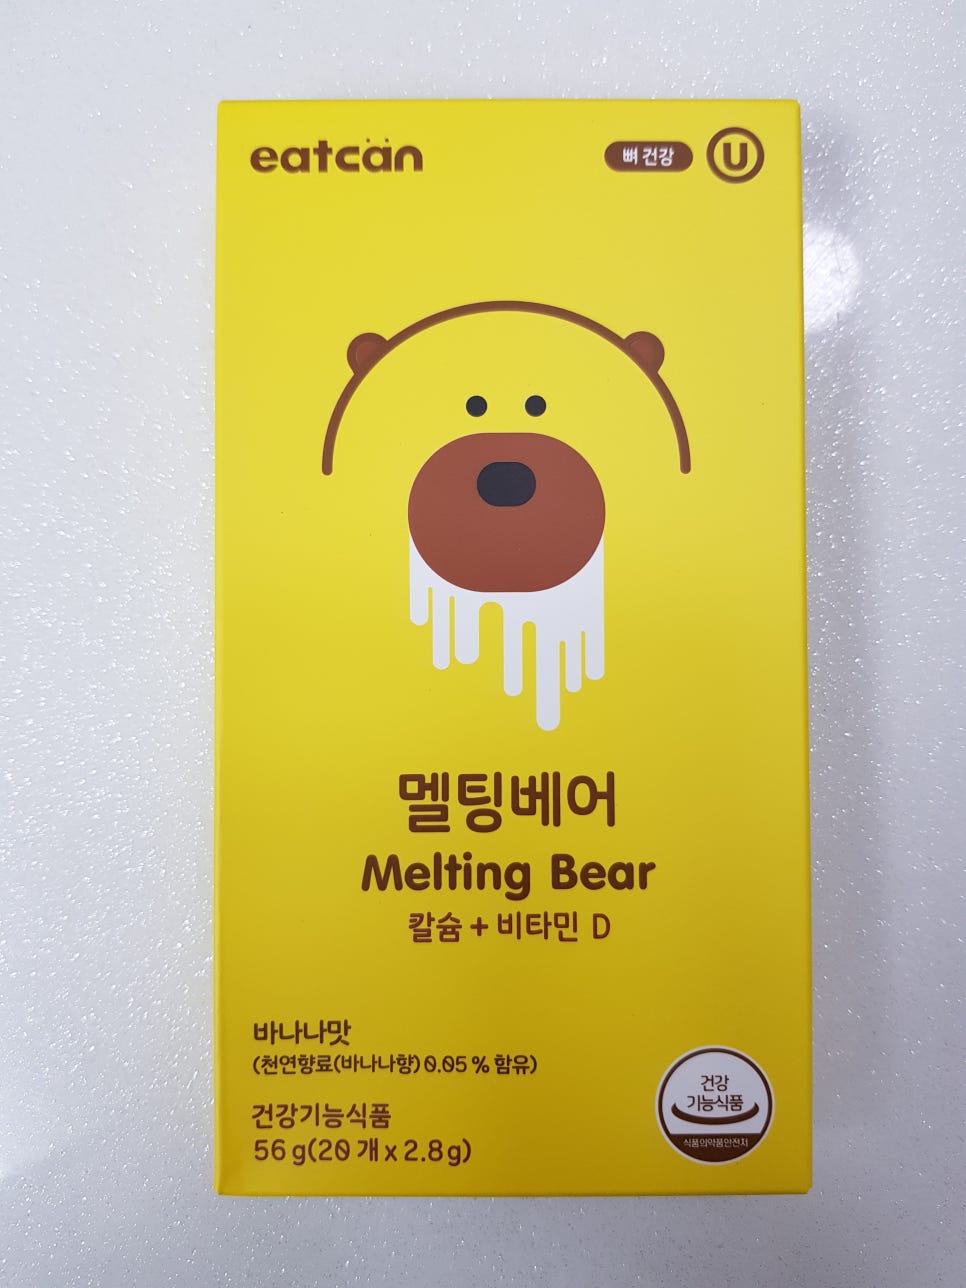 eatcan
뼈 건강
U
멜팅베어
Melting Bear
칼슘 + 비타민 D
바나나맛
(천연향료(바나나향) 0.05 % 함유)
건강기능식품
56 g(20 개 x 2.8 g)
건강
기능식품
식품의약품안전처